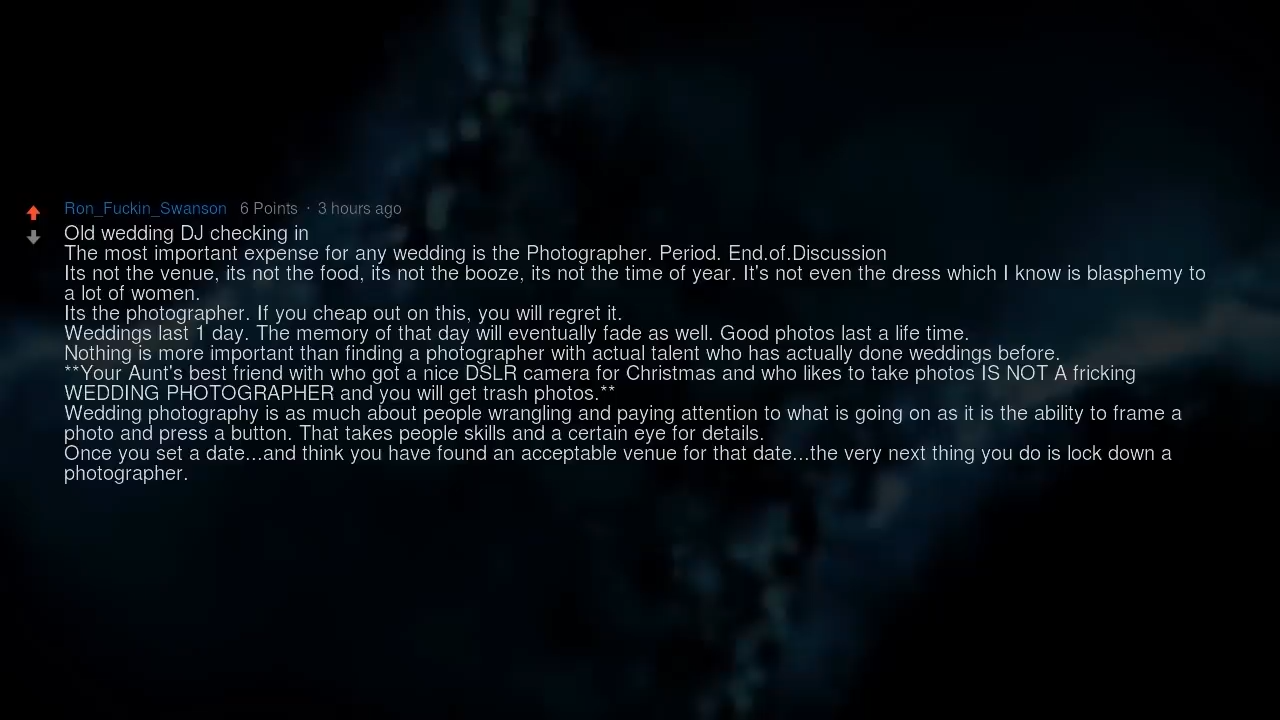 Ron_Fuckin_Swanson 6 Points · 3 hours ago
Old wedding DJ checking in
The most important expense for any wedding is the Photographer. Period. End.of.Discussion
Its not the venue, its not the food, its not the booze, its not the time of year. It's not even the dress which I know is blasphemy to
a lot of women.
Its the photographer. If you cheap out on this, you will regret it.
Weddings last 1 day. The memory of that day will eventually fade as well. Good photos last a life time.
Nothing is more important than finding a photographer with actual talent who has actually done weddings before.
**Your Aunt's best friend with who got a nice DSLR camera for Christmas and who likes to take photos IS NOT A fricking
WEDDING PHOTOGRAPHER and you will get trash photos.**
Wedding photography is as much about people wrangling and paying attention to what is going on as it is the ability to frame a
photo and press a button. That takes people skills and a certain eye for details.
Once you set a date...and think you have found an acceptable venue for that date...the very next thing you do is lock down a
photographer.